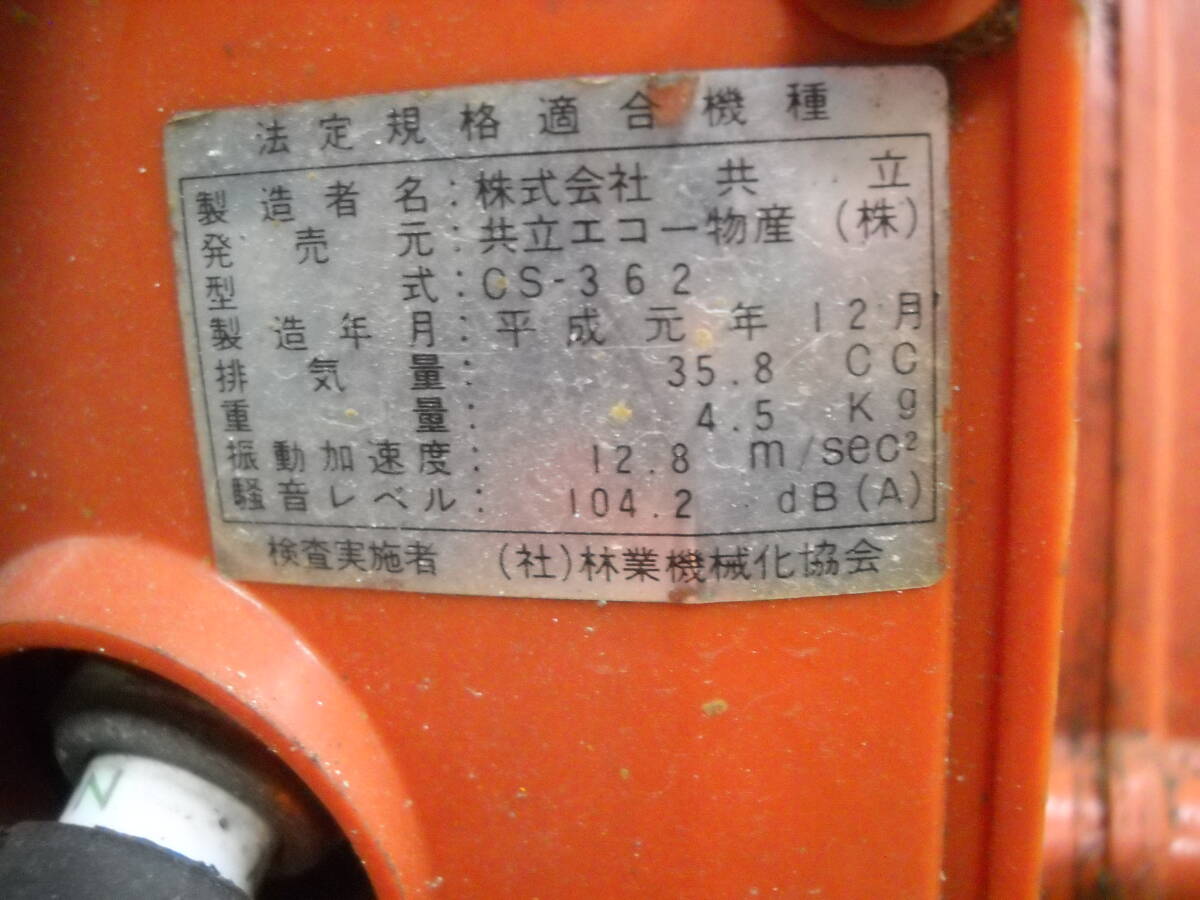 法定規格適合機種
製造者名：株式会社 共立
発売元：共立エコー物産（株）
型式：CS-362
製造年月：平成元年12月
排気量：35.8 CC
重量：4.5 Kg
振動加速度：12.8 m/sec²
騒音レベル：104.2 dB(A)
検査実施者 （社）林業機械化協会
N